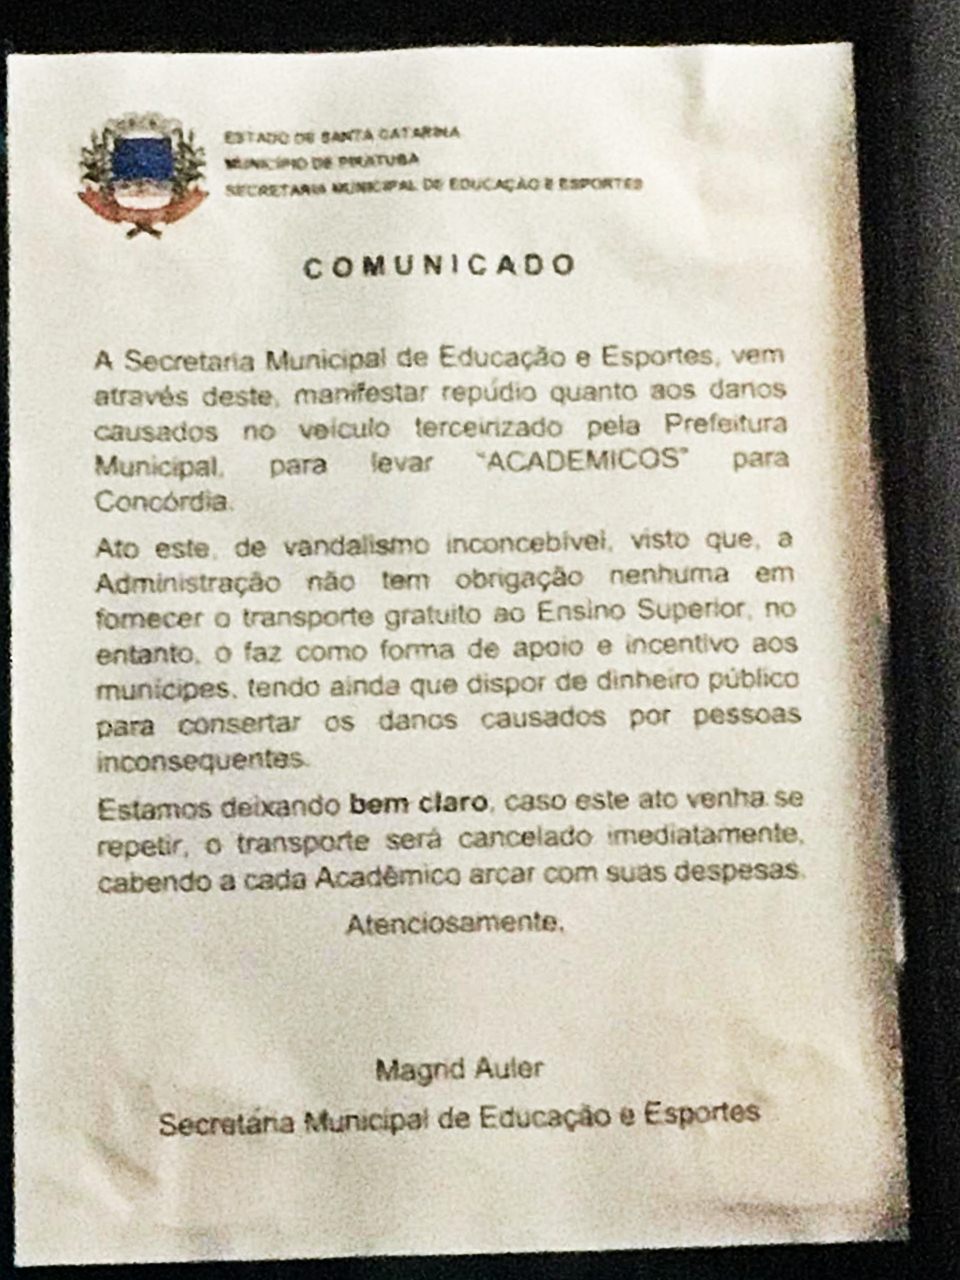 ESTADO DE SANTA CATARINA
MUNICÍPIO DE PIRATUBA
SECRETARIA MUNICIPAL DE EDUCAÇÃO E ESPORTES
COMUNICADO
A Secretaria Municipal de Educação e Esportes, vem
através deste, manifestar repúdio quanto aos danos
causados no veículo terceirizado pela Prefeitura
Municipal, para levar "ACADEMICOS" para
Concórdia.
Ato este, de vandalismo inconcebível, visto que, a
Administração não tem obrigação nenhuma em
fornecer o transporte gratuito ao Ensino Superior, no
entanto, o faz como forma de apoio e incentivo aos
munícipes, tendo ainda que dispor de dinheiro público
para consertar os danos causados por pessoas
inconsequentes.
Estamos deixando bem claro, caso este ato venha se
repetir, o transporte será cancelado imediatamente,
cabendo a cada Acadêmico arcar com suas despesas.
Atenciosamente,
Magrid Auler
Secretária Municipal de Educação e Esportes